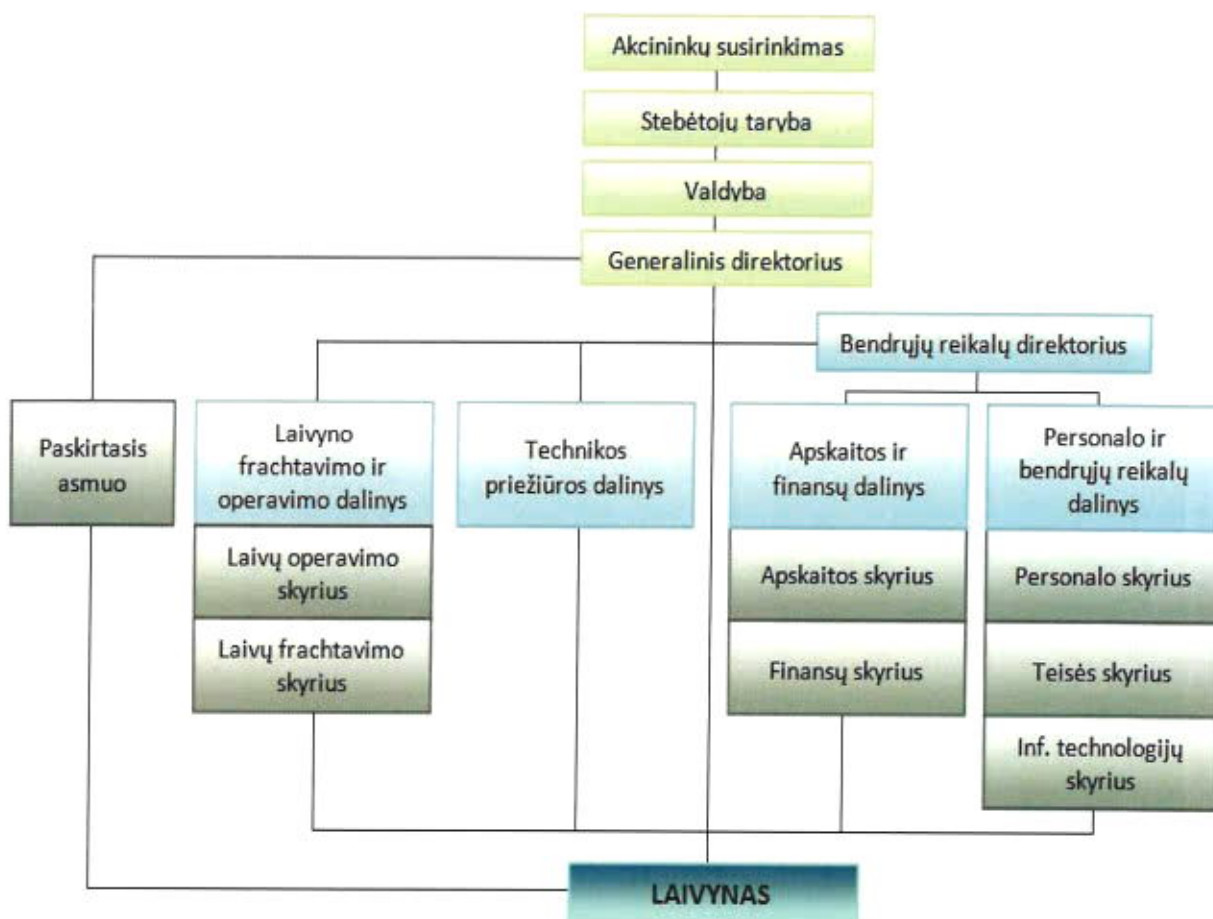 Akcininkų susirinkimas
Stebėtojų taryba
Valdyba
Generalinis direktorius
Bendrųjų reikalų direktorius
Paskirtasis
asmuo
Laivyno
frachtavimo ir
operavimo dalinys
Laivų operavimo
skyrius
Laivų frachtavimo
skyrius
Technikos
priežiūros dalinys
Apskaitos ir
finansų dalinys
Apskaitos skyrius
Finansų skyrius
Personalo ir
bendrųjų reikalų
dalinys
Personalo skyrius
Teisės skyrius
Inf. technologijų
skyrius
LAIVYNAS